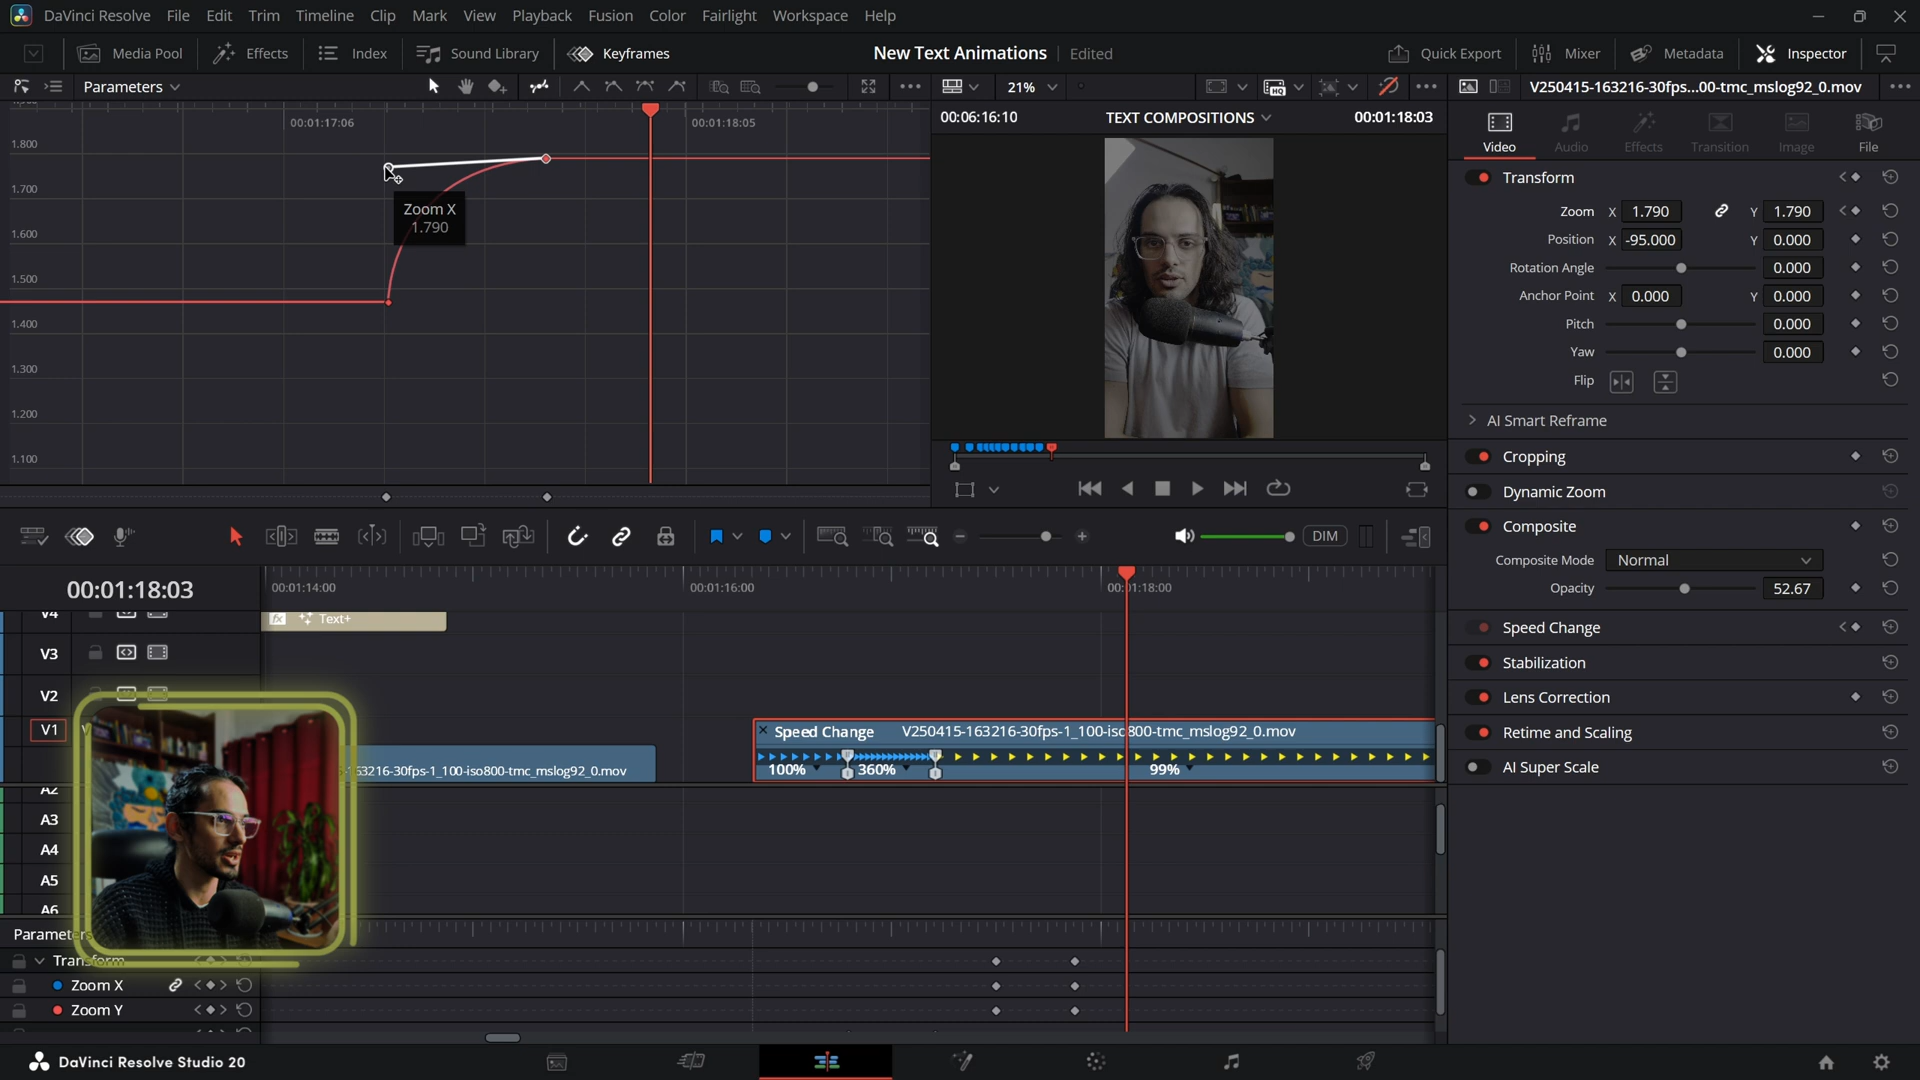 DaVinci Resolve File Edit Trim Timeline Clip Mark View Playback Fusion Color Fairlight Workspace Help
Media Pool Effects Index Sound Library Keyframes New Text Animations Edited Quick Export Mixer Metadata Inspector
Parameters 21% HQ V250415-163216-30fps...00-tmc_mslog92_0.mov
00:01:17:06 00:01:18:05
1.800
1.700
1.600
1.500
1.400
1.300
1.200
1.100
Zoom X
1.790
00:06:16:10 TEXT COMPOSITIONS 00:01:18:03
Video Audio Effects Transition Image File
Transform
Zoom X 1.790 Y 1.790
Position X -95.000 Y 0.000
Rotation Angle 0.000
Anchor Point X 0.000 Y 0.000
Pitch 0.000
Yaw 0.000
Flip
AI Smart Reframe
Cropping
Dynamic Zoom
Composite
Composite Mode Normal
Opacity 52.67
Speed Change
Stabilization
Lens Correction
Retime and Scaling
AI Super Scale
DIM
00:01:18:03 00:01:14:00 00:01:16:00 00:01:18:00
V4 fx Text+
V3
V2
V1
Speed Change V250415-163216-30fps-1_100-iso800-tmc_mslog92_0.mov
100% 360% 99%
63216-30fps-1_100-iso800-tmc_mslog92_0.mov
A2
A3
A4
A5
A6
Parameters
Transform
Zoom X
Zoom Y
DaVinci Resolve Studio 20